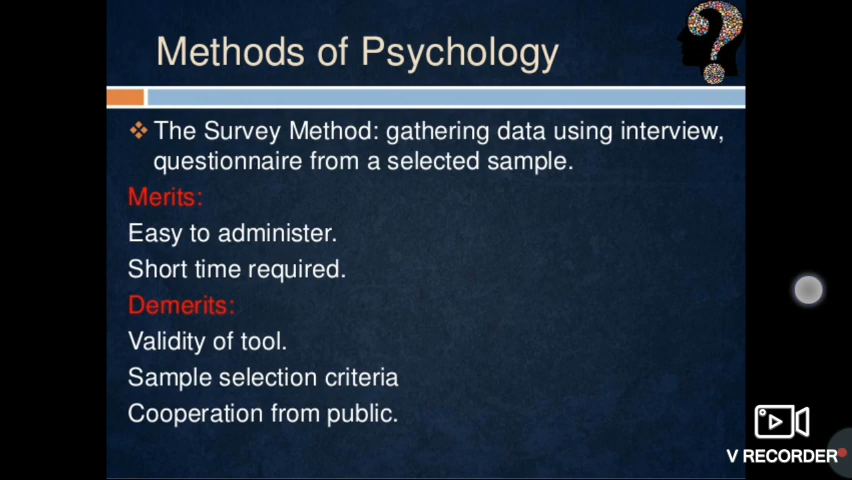 Methods of Psychology
❖ The Survey Method: gathering data using interview,
questionnaire from a selected sample.
Merits:
Easy to administer.
Short time required.
Demerits:
Validity of tool.
Sample selection criteria
Cooperation from public.
V RECORDER